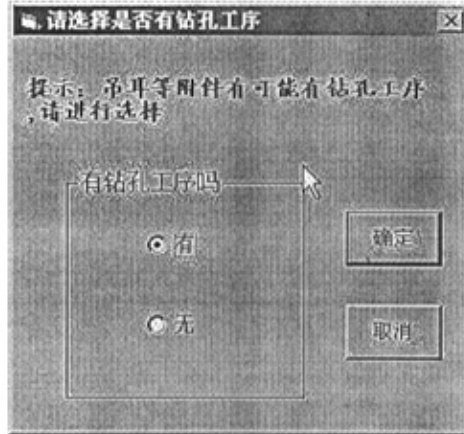 请选择是否有钻孔工序
提示：吊耳等附件有可能有钻孔工序
,请进行选择
有钻孔工序吗
有
无
确定
取消